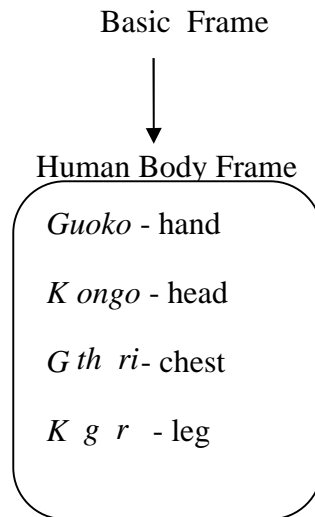 Basic Frame
Human Body Frame
Guoko - hand
K ongo - head
G th ri- chest
K g r - leg